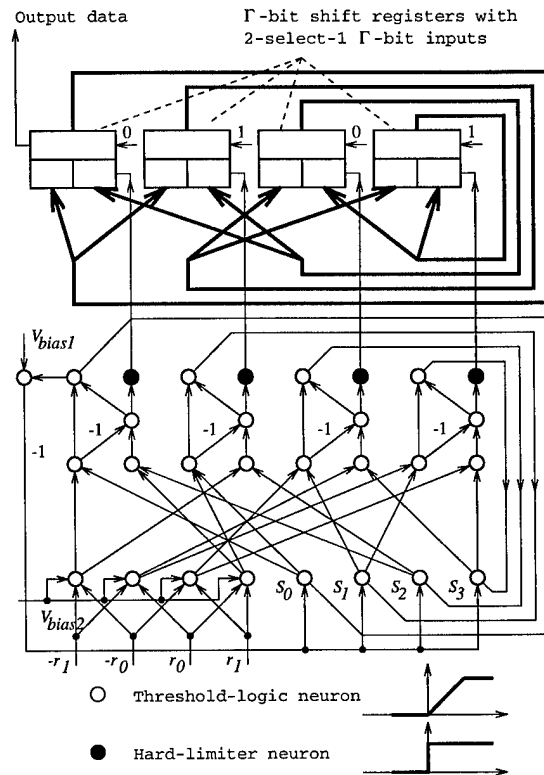 Output data
Γ-bit shift registers with
2-select-1 Γ-bit inputs
0 1 0 1
V_bias1
-1 -1 -1 -1
-1
S_0 S_1 S_2 S_3
V_bias2
-r_1 -r_0 r_0 r_1
Threshold-logic neuron
Hard-limiter neuron